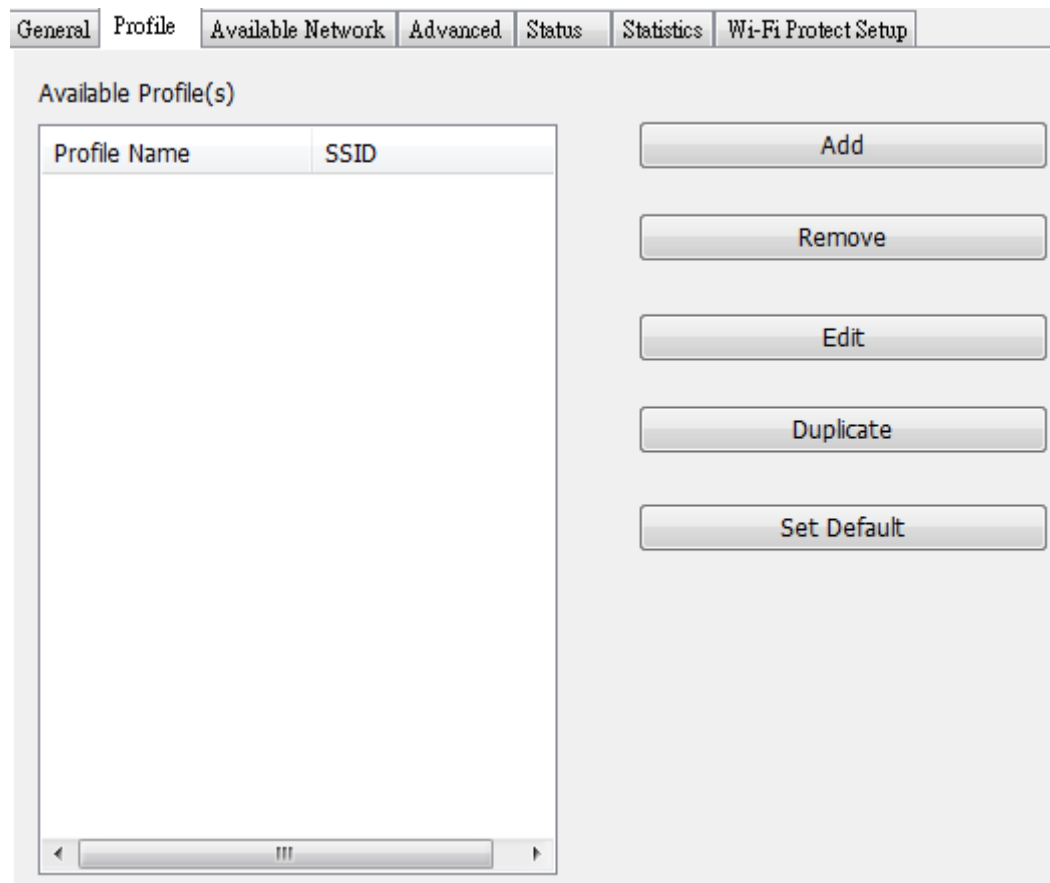 General Profile Available Network Advanced Status Statistics Wi-Fi Protect Setup
Available Profile(s)
Profile Name SSID
Add
Remove
Edit
Duplicate
Set Default